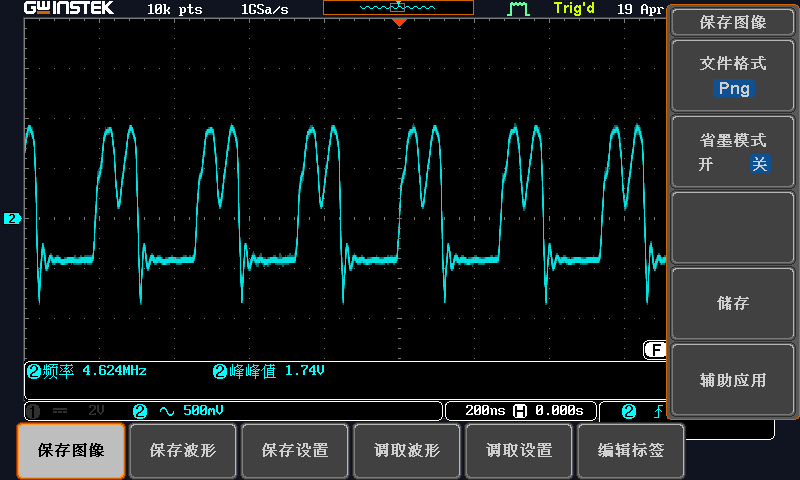 GWINSTEK 10k pts 1GSa/s Trig'd 19 Apr
保存图像
文件格式
Png
省墨模式
开 关
储存
辅助应用
2
F
2 频率 4.624MHz 2 峰峰值 1.74V
1 2V 2 500mV 200ns H 0.000s 2
保存图像 保存波形 保存设置 调取波形 调取设置 编辑标签